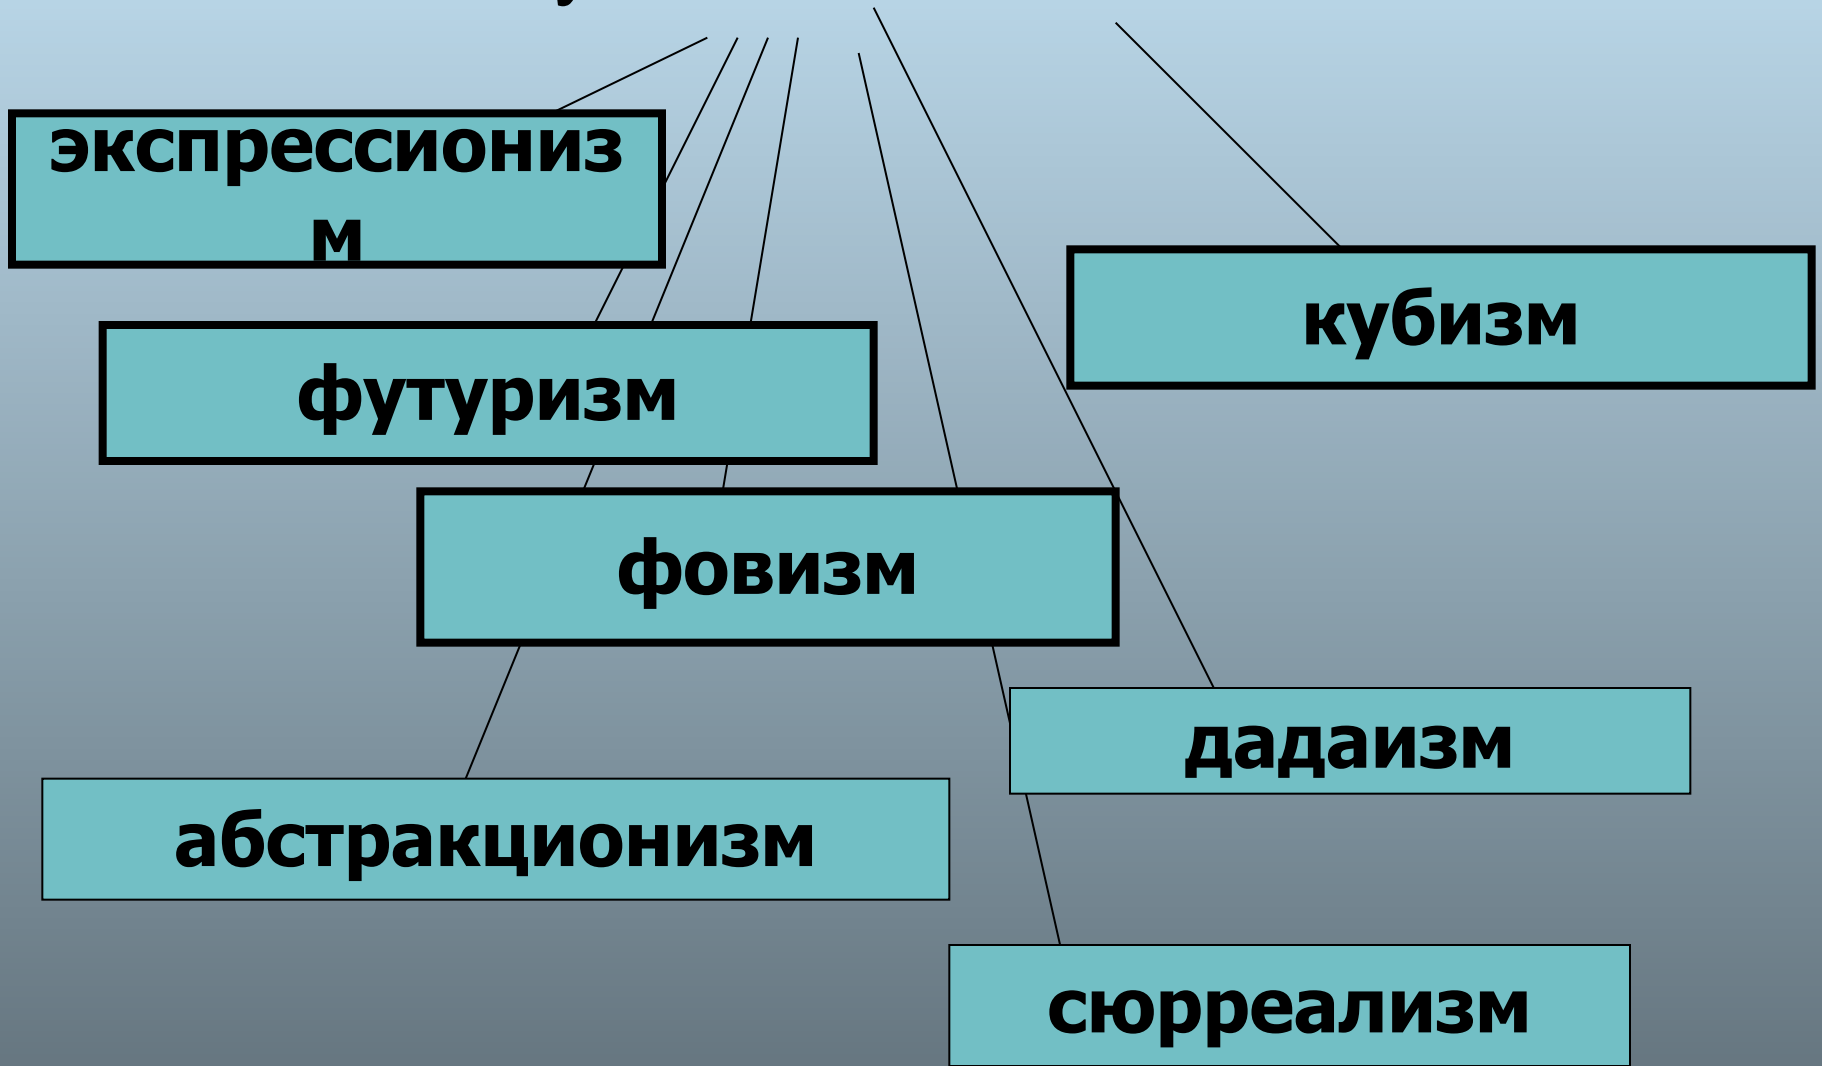 экспрессиониз
м
кубизм
футуризм
фовизм
дадаизм
абстракционизм
сюрреализм